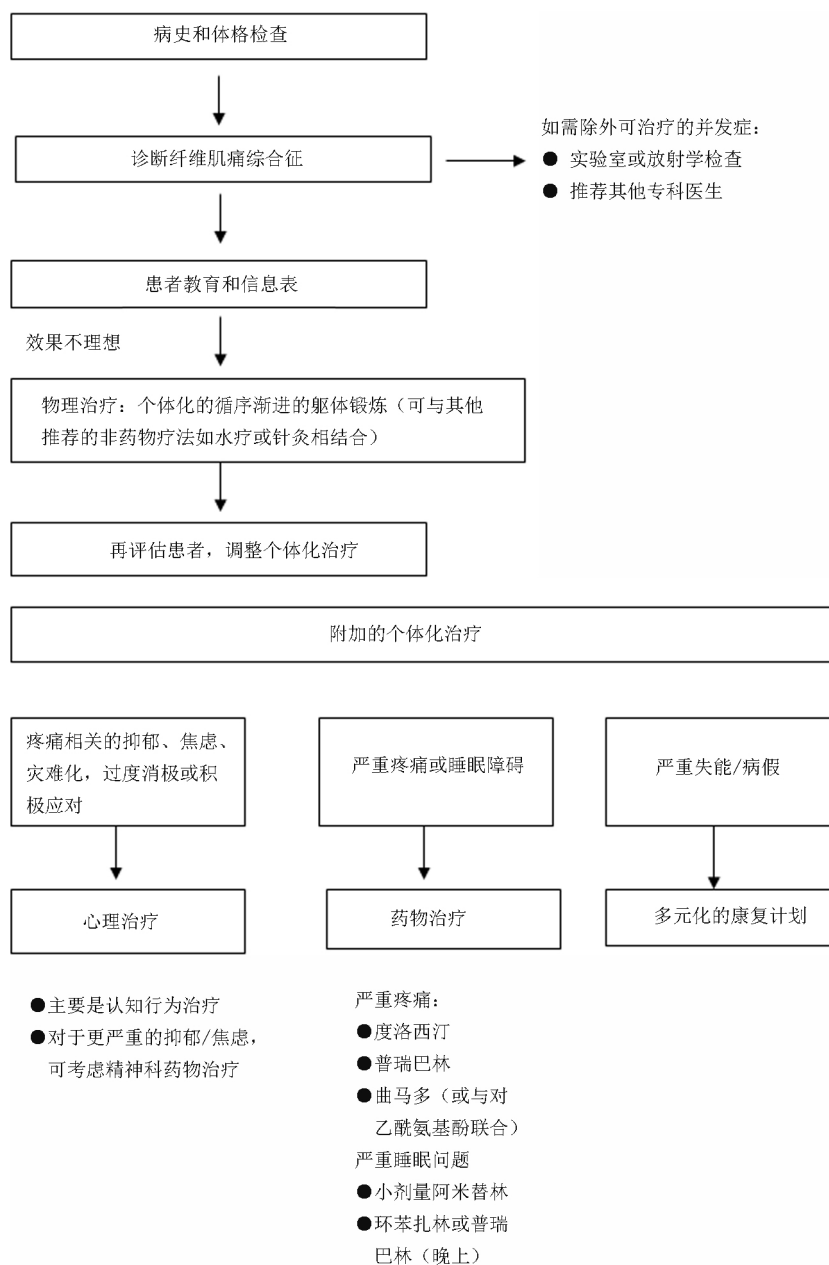 病史和体格检查
诊断纤维肌痛综合征
如需除外可治疗的并发症：
● 实验室或放射学检查
● 推荐其他专科医生
患者教育和信息表
效果不理想
物理治疗：个体化的循序渐进的躯体锻炼（可与其他
推荐的非药物疗法如水疗或针灸相结合）
再评估患者，调整个体化治疗
附加的个体化治疗
疼痛相关的抑郁、焦虑、
灾难化，过度消极或积
极应对
严重疼痛或睡眠障碍
严重失能/病假
心理治疗
药物治疗
多元化的康复计划
●主要是认知行为治疗
●对于更严重的抑郁/焦虑，
可考虑精神科药物治疗
严重疼痛：
●度洛西汀
●普瑞巴林
●曲马多（或与对
乙酰氨基酚联合）
严重睡眠问题
●小剂量阿米替林
●环苯扎林或普瑞
巴林（晚上）